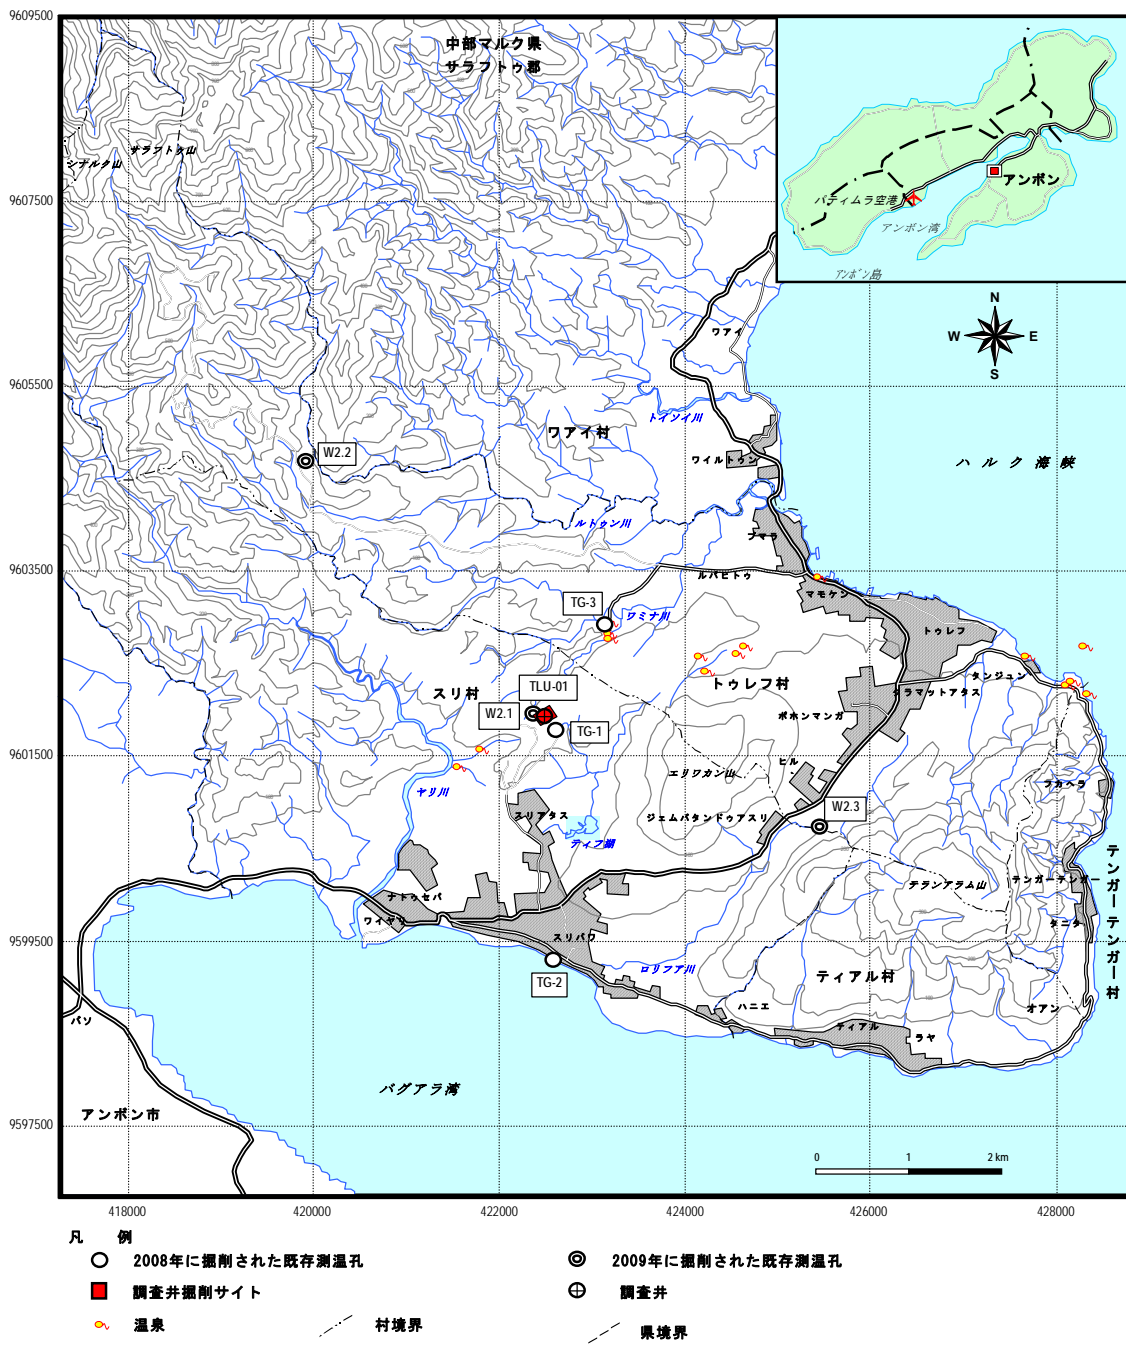 9609500
中部マルク県
サラフトゥ郡
サラフトゥ山
シナルク山
アンボン
パティムラ空港
アンボン湾
アンボン島
9607500
N
W
E
S
ワアイ
9605500
トイソイ川
ワアイ村
W2.2
ワイルトゥン
ハルク海峡
ルトゥン川
9603500
ルパピトゥ
マモケン
TG-3
ワミナ川
トゥレフ
タンジュン
スリ村
TLU-01
トゥレフ村
W2.1
TG-1
ポホンマンガ
9601500
ヒル
エリワカン山
ヤリ川
スリアタス
ジェムバタンドゥアスリ
W2.3
ティフ湖
テランアラム山
テンガーテンガー
テンガーテンガー村
ナトゥセパ
ワイヤリ
スリバワ
9599500
ロリフア川
TG-2
ティアル村
ハニエ
オアン
ティアル
ラヤ
パソ
バグアラ湾
アンボン市
9597500
0
1
2 km
418000
420000
422000
424000
426000
428000
凡 例
2008年に掘削された既存測温孔
2009年に掘削された既存測温孔
調査井掘削サイト
調査井
温泉
村境界
県境界